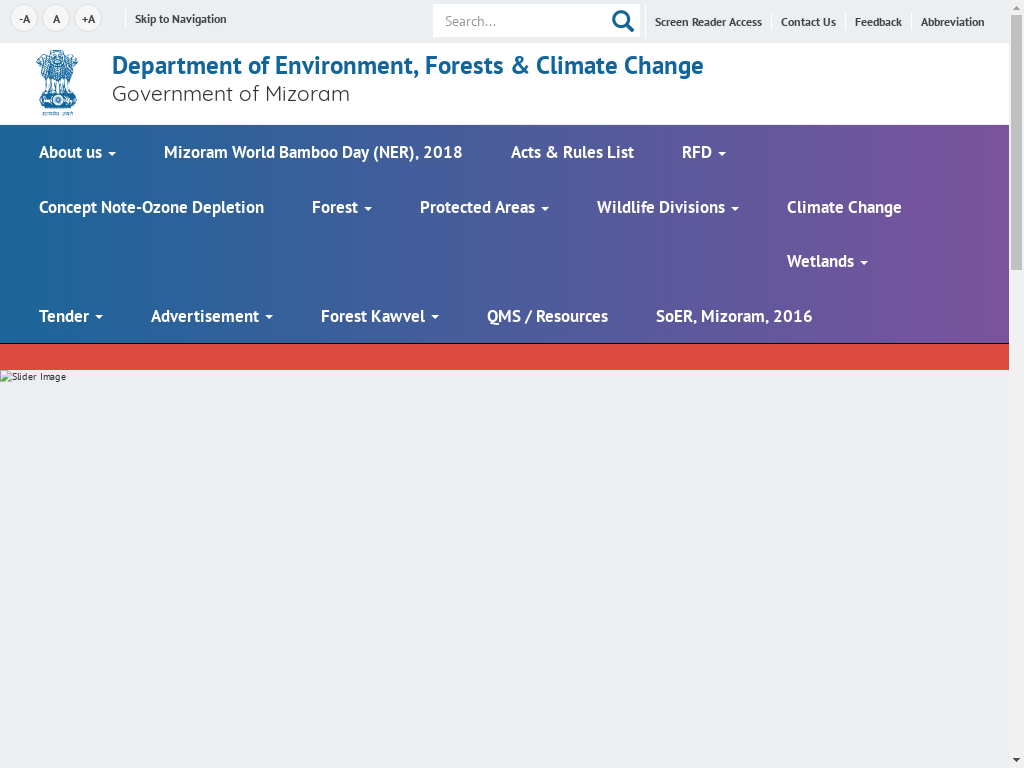 -A A +A Skip to Navigation Search... Screen Reader Access Contact Us Feedback Abbreviation
Department of Environment, Forests & Climate Change
Government of Mizoram
सत्यमेव जयते
About us Mizoram World Bamboo Day (NER), 2018 Acts & Rules List RFD
Concept Note-Ozone Depletion Forest Protected Areas Wildlife Divisions Climate Change
Wetlands
Tender Advertisement Forest Kawvel QMS / Resources SoER, Mizoram, 2016
Slider Image